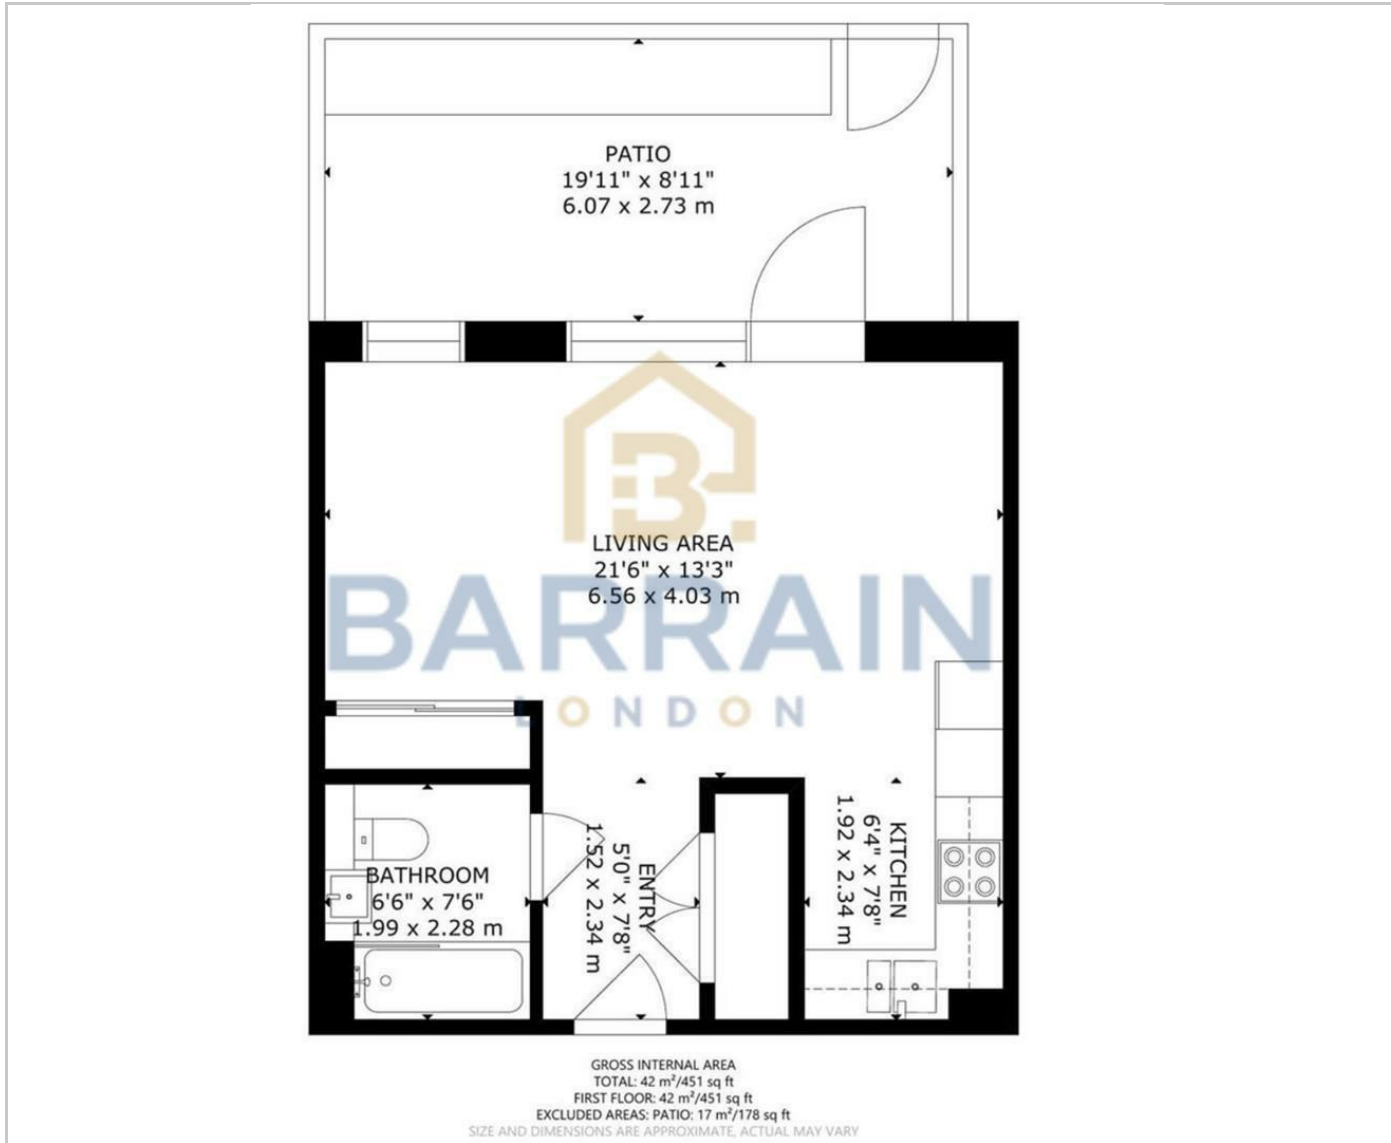 PATIO
19'11" x 8'11"
6.07 x 2.73 m
LIVING AREA
21'6" x 13'3"
6.56 x 4.03 m
BARRAIN
LONDON
BATHROOM
6'6" x 7'6"
1.99 x 2.28 m
ENTRY
5'0" x 7'8"
1.52 x 2.34 m
KITCHEN
6'4" x 7'8"
1.92 x 2.34 m
GROSS INTERNAL AREA
TOTAL: 42 m²/451 sq ft
FIRST FLOOR: 42 m²/451 sq ft
EXCLUDED AREAS: PATIO: 17 m²/178 sq ft
SIZE AND DIMENSIONS ARE APPROXIMATE, ACTUAL MAY VARY